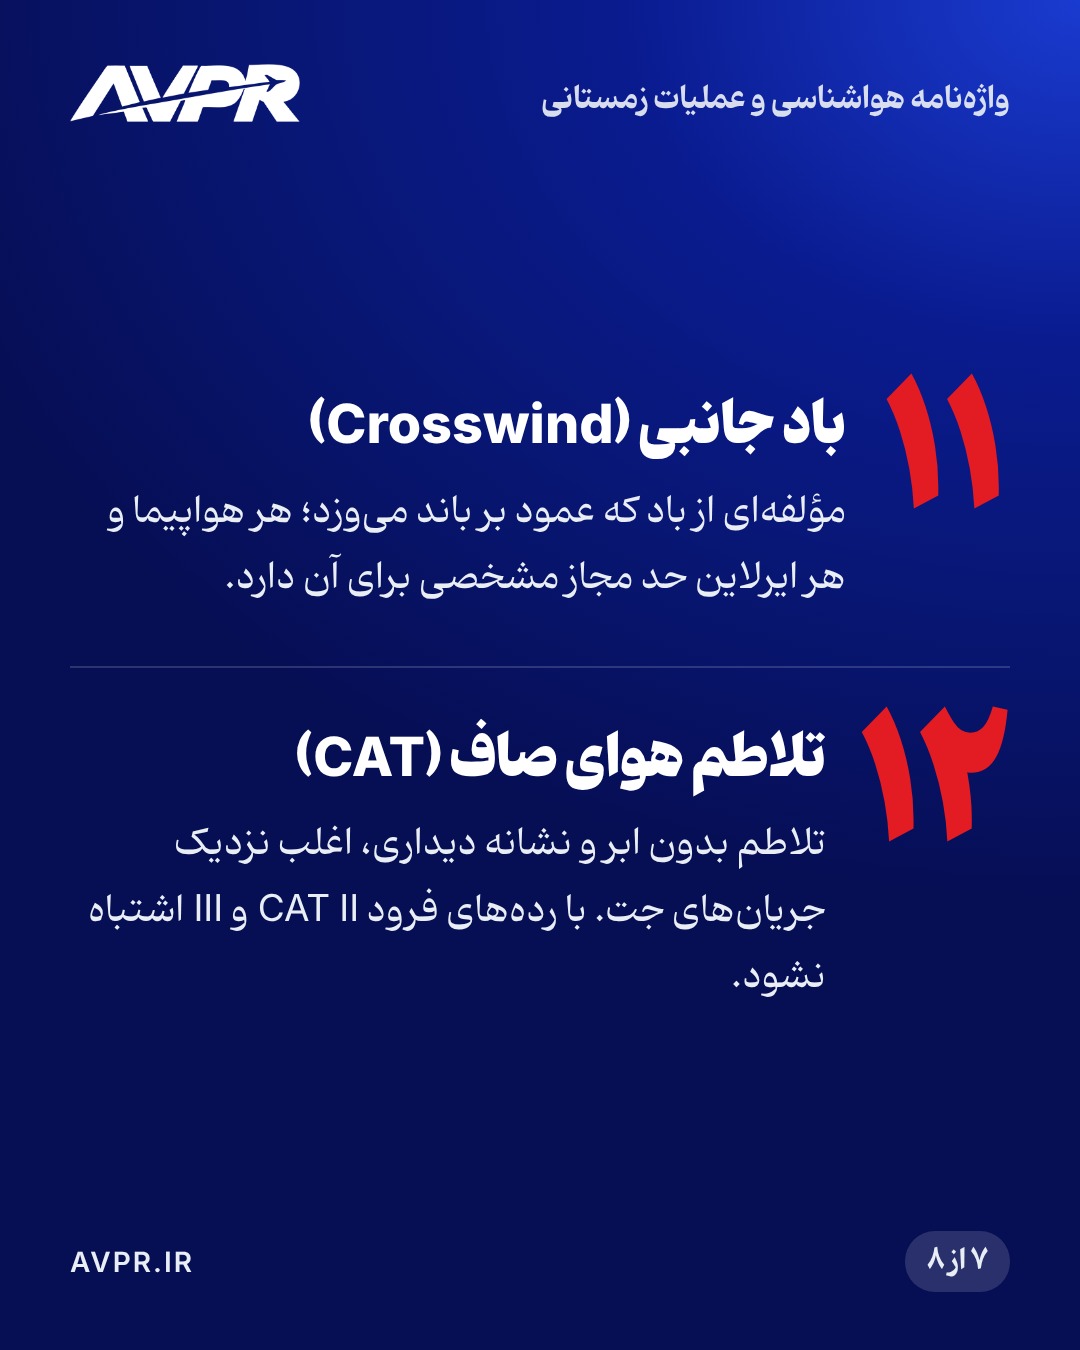 واژه‌نامه هواشناسی و عملیات زمستانی
AVPR
۱۱
باد جانبی (Crosswind)
مؤلفه‌ای از باد که عمود بر باند می‌وزد؛ هر هواپیما و
هر ایرلاین حد مجاز مشخصی برای آن دارد.
۱۲
تلاطم هوای صاف (CAT)
تلاطم بدون ابر و نشانه دیداری، اغلب نزدیک
جریان‌های جت. با رده‌های فرود CAT II و III اشتباه
نشود.
۷ از ۸
AVPR.IR